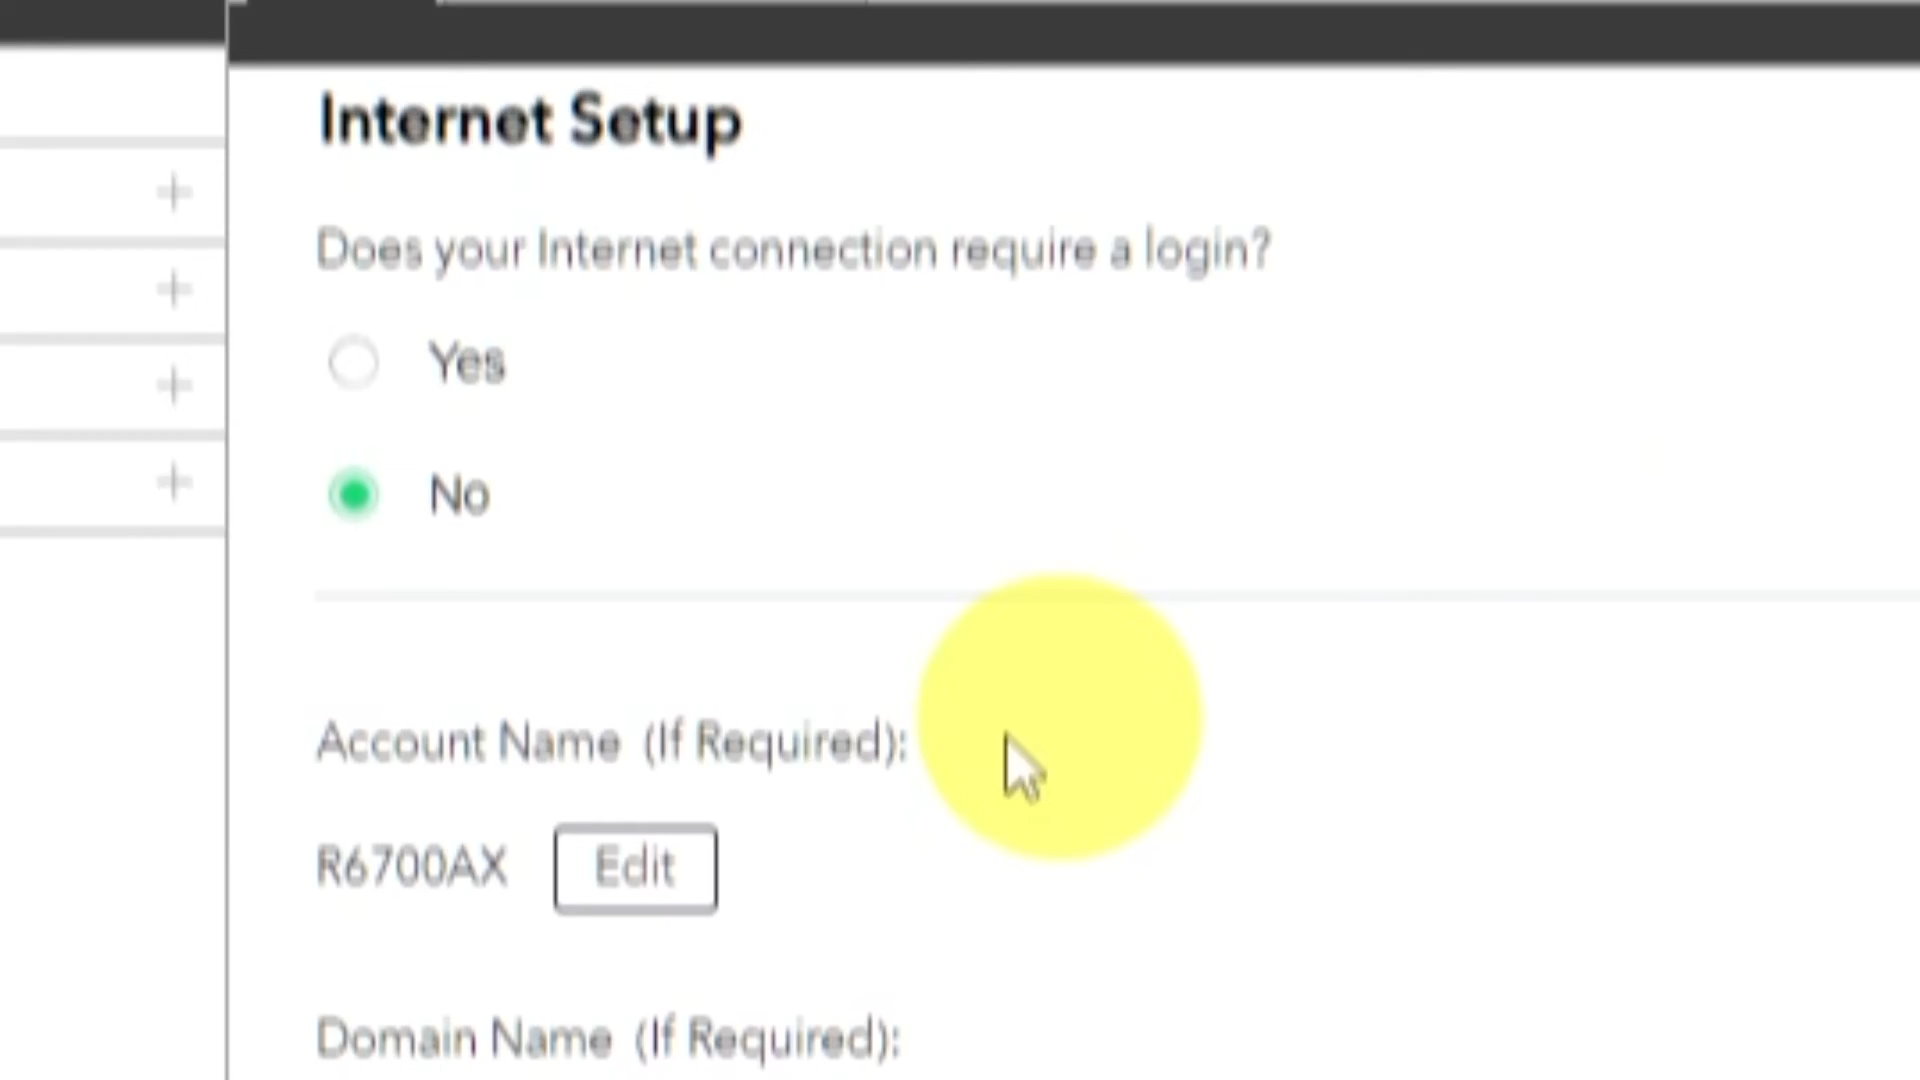 Internet Setup
Does your Internet connection require a login?
Yes
No
Account Name (If Required):
R6700AX Edit
Domain Name (If Required):